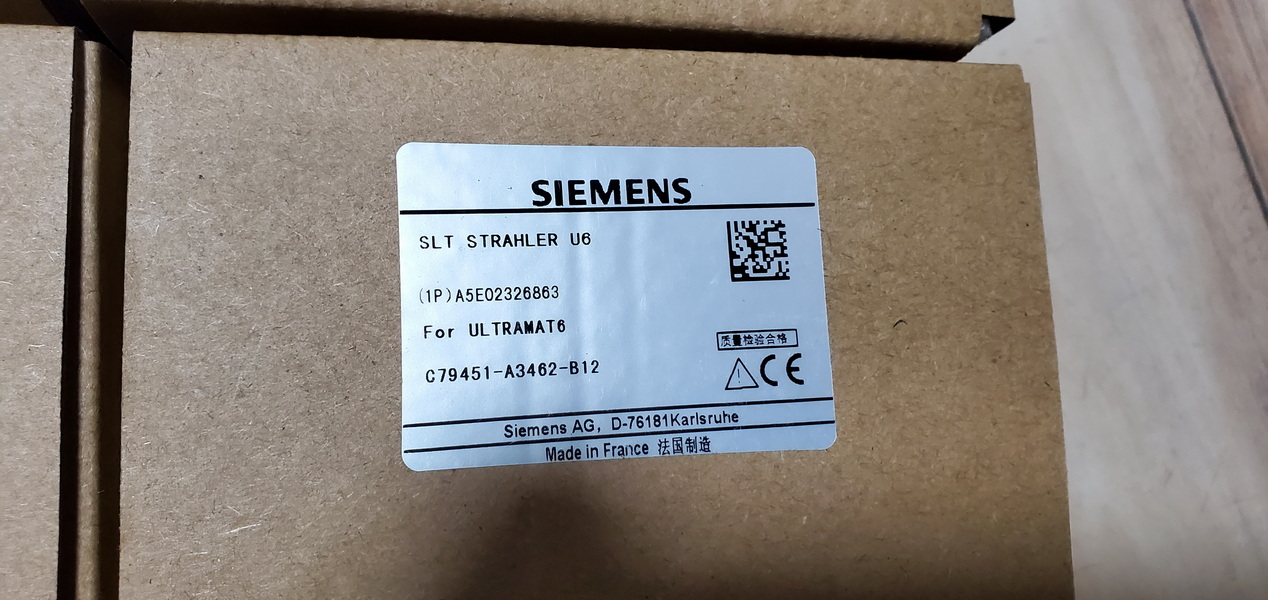 SIEMENS
SLT STRAHLER U6
(1P)A5E02326863
For ULTRAMAT6
C79451-A3462-B12
质量检验合格
CE
Siemens AG, D-76181Karlsruhe
Made in France 法国制造